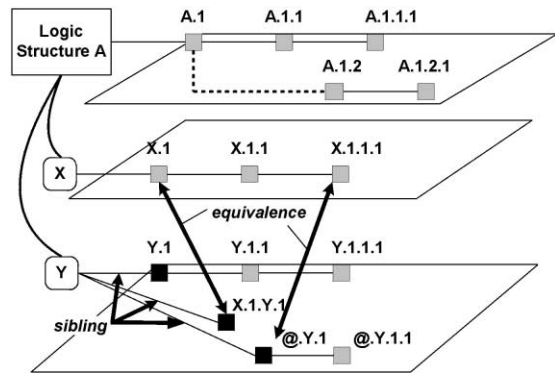 Logic
Structure A
A.1
A.1.1
A.1.1.1
A.1.2
A.1.2.1
X
X.1
X.1.1
X.1.1.1
equivalence
Y
Y.1
Y.1.1
Y.1.1.1
X.1.Y.1
sibling
@.Y.1
@.Y.1.1